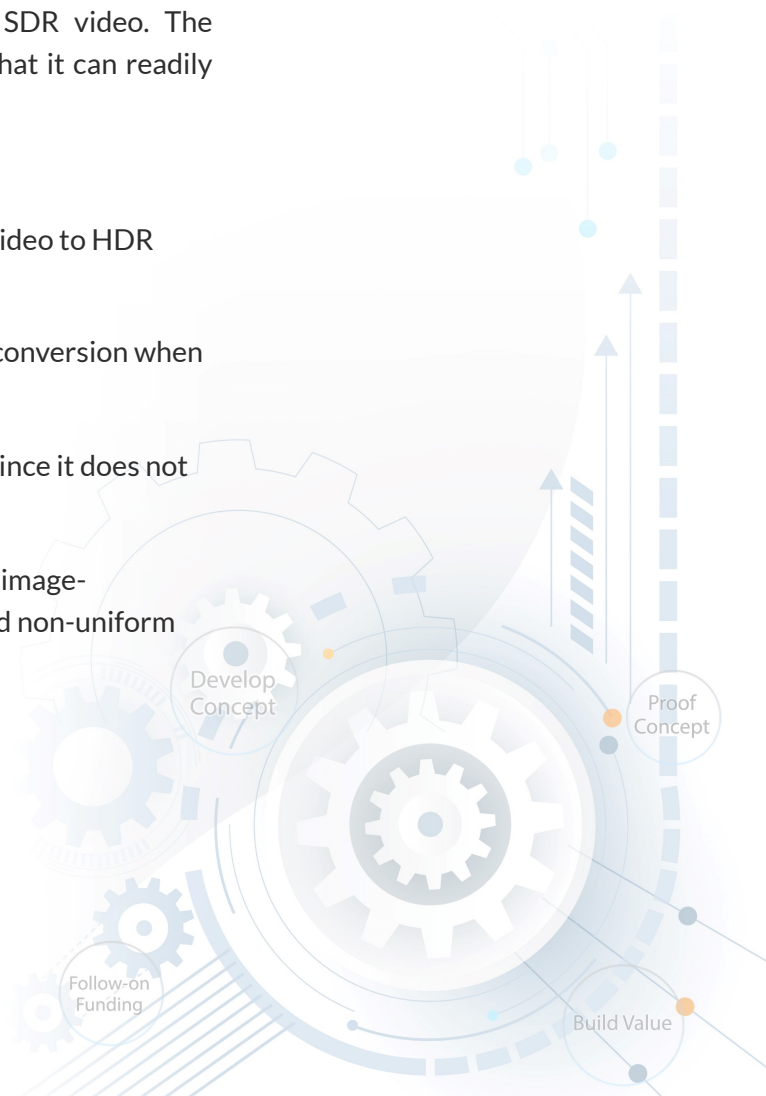 SDR video. The
hat it can readily
ideo to HDR
conversion when
ince it does not
image-
d non-uniform
Develop
Concept
Proof
Concept
Follow-on
Funding
Build Value